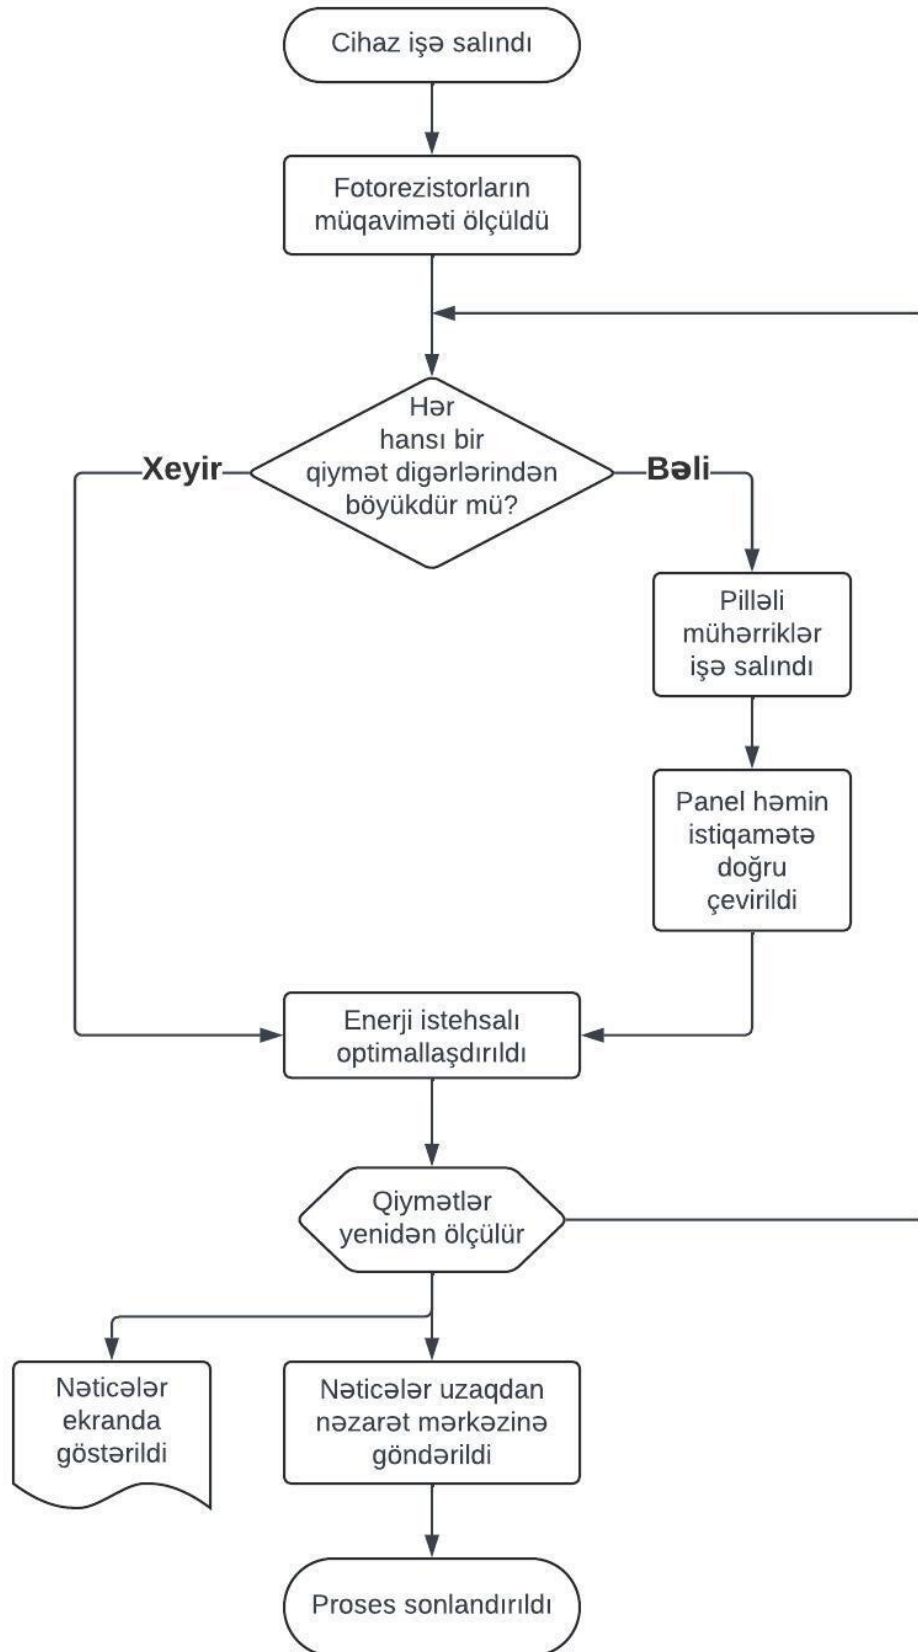 Cihaz işə salındı
Fotorezistorların
müqaviməti ölçüldü
Hər
hansı bir
qiymət digərlərindən
böyükdür mü?
Xeyir
Bəli
Pilləli
mühərriklər
işə salındı
Panel həmin
istiqamətə
doğru
çevirildi
Enerji istehsalı
optimallaşdırıldı
Qiymətlər
yenidən ölçülür
Nəticələr
ekranda
göstərildi
Nəticələr uzaqdan
nəzarət mərkəzinə
göndərildi
Proses sonlandırıldı